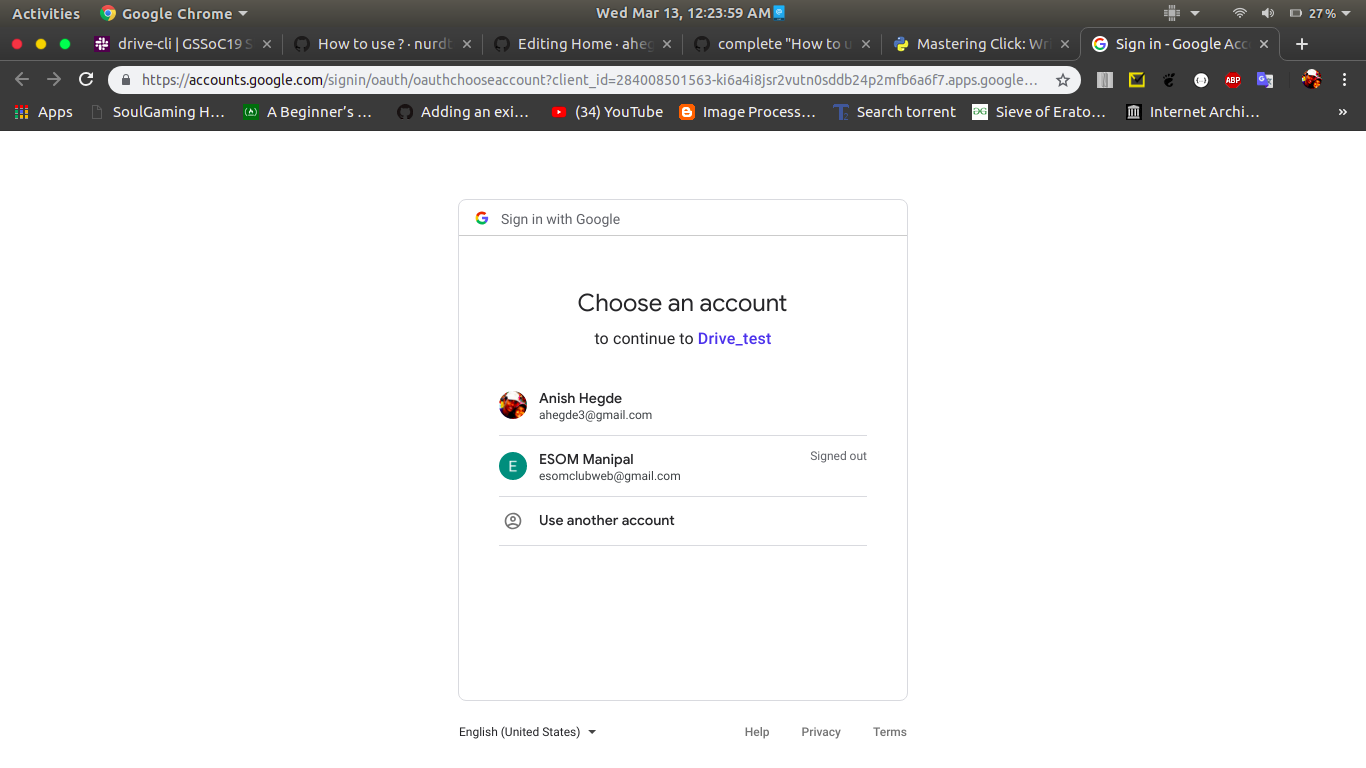 Activities Google Chrome Wed Mar 13, 12:23:59 AM 27%
drive-cli | GSSoC19 S How to use ? · nurdt Editing Home · aheg complete "How to u Mastering Click: Wri Sign in - Google Acc
https://accounts.google.com/signin/oauth/oauthchooseaccount?client_id=284008501563-ki6a4i8jsr2vutn0sddb24p2mfb6a6f7.apps.google... ABP
Apps SoulGaming H... A Beginner's ... Adding an exi... (34) YouTube Image Process... Search torrent Sieve of Erato... Internet Archi... »
Sign in with Google
Choose an account
to continue to Drive_test
Anish Hegde
ahegde3@gmail.com
E ESOM Manipal Signed out
esomclubweb@gmail.com
Use another account
English (United States) Help Privacy Terms